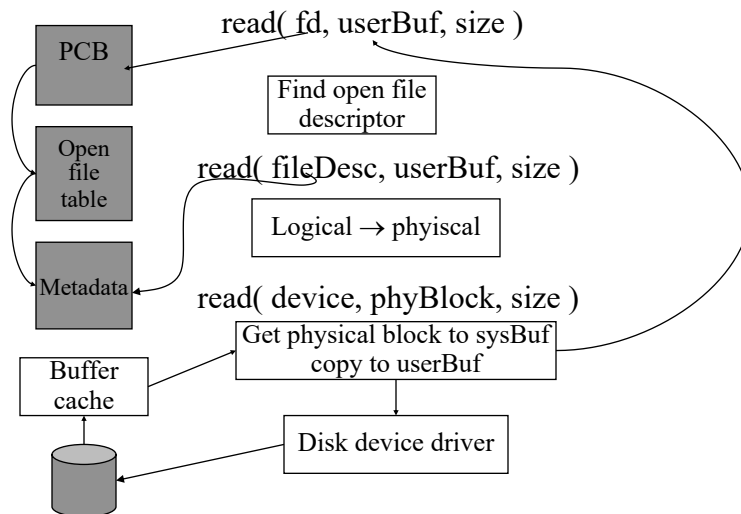 read( fd, userBuf, size )
PCB
Find open file
descriptor
Open
file
table
read( fileDesc, userBuf, size )
Logical → phyiscal
Metadata
read( device, phyBlock, size )
Get physical block to sysBuf
copy to userBuf
Buffer
cache
Disk device driver